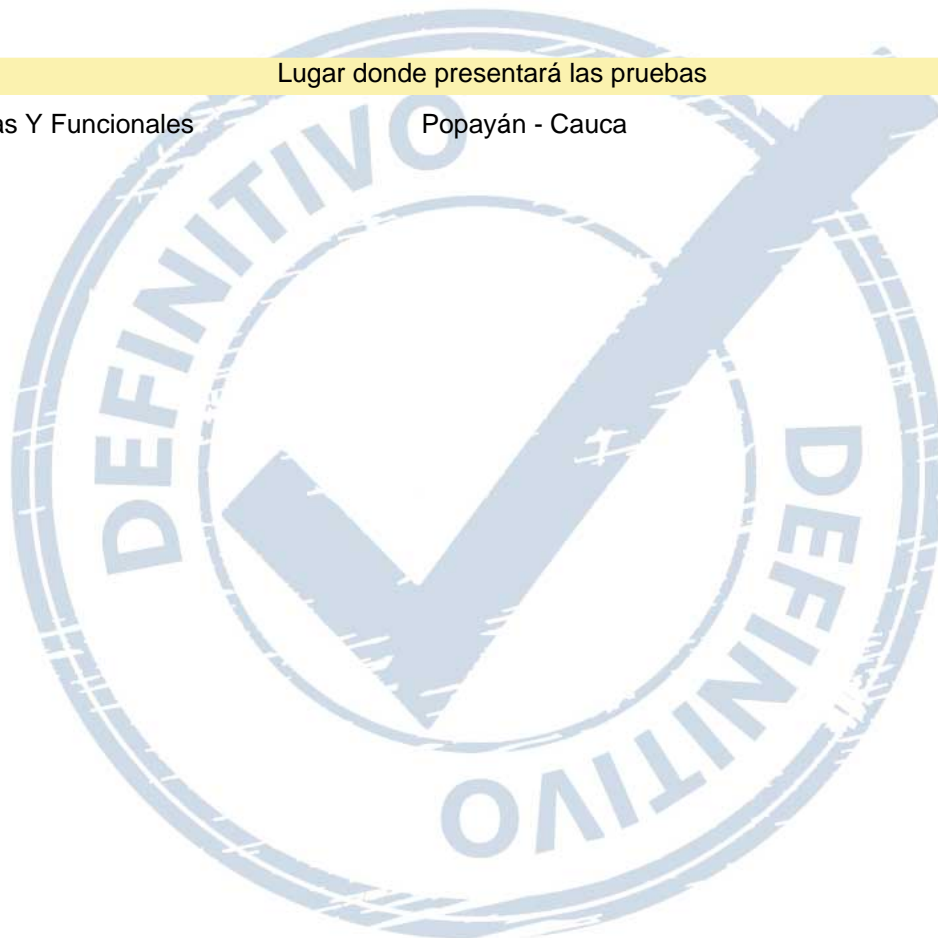 Lugar donde presentará las pruebas
as Y Funcionales Popayán - Cauca
DEFINITIVO
DEFINITIVO